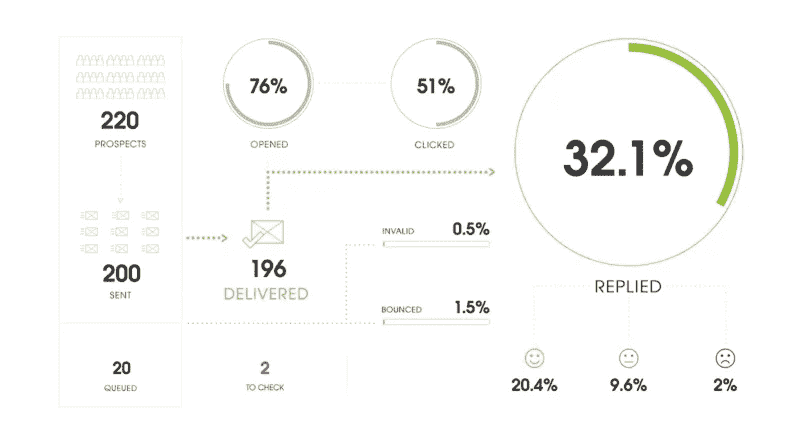 220
PROSPECTS
200
SENT
20
QUEUED
76%
OPENED
51%
CLICKED
196
DELIVERED
2
TO CHECK
INVALID 0.5%
BOUNCED 1.5%
32.1%
REPLIED
20.4% 9.6% 2%